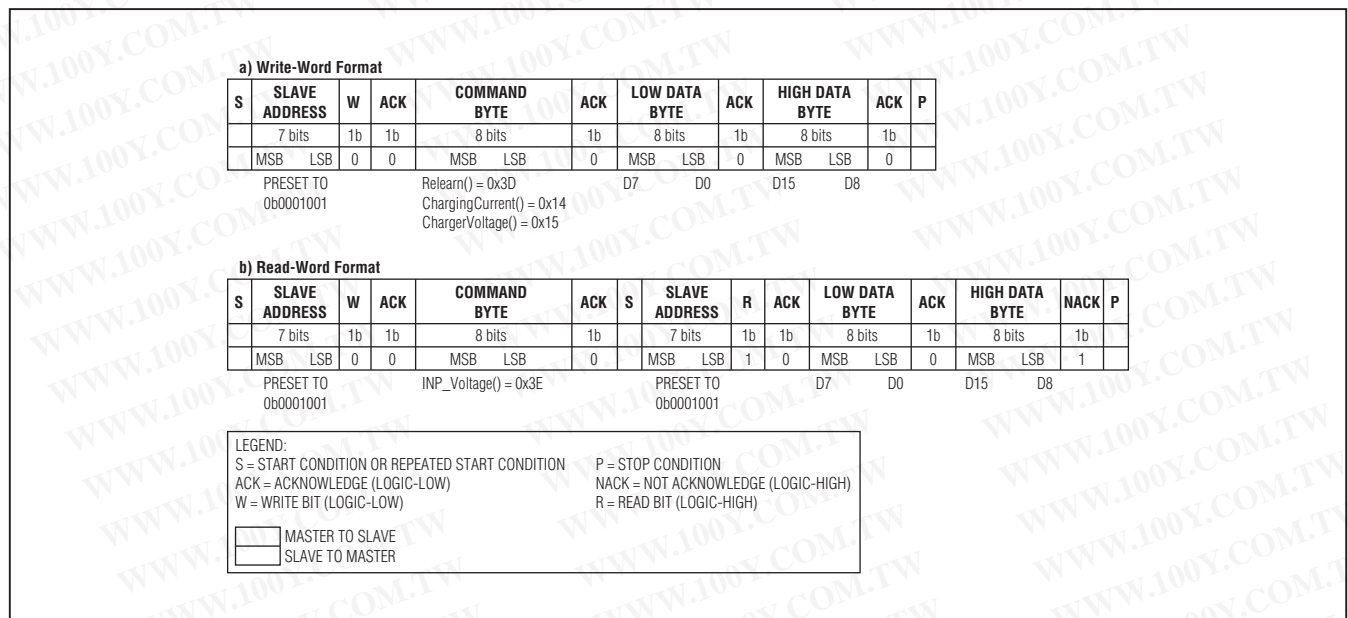 a) Write-Word Format
S SLAVE ADDRESS W ACK COMMAND BYTE ACK LOW DATA BYTE ACK HIGH DATA BYTE ACK P
7 bits 1b 1b 8 bits 1b 8 bits 1b 8 bits 1b
MSB LSB 0 0 MSB LSB 0 MSB LSB 0 MSB LSB 0
PRESET TO Relearn() = 0x3D D7 D0 D15 D8
0b0001001 ChargingCurrent() = 0x14
ChargerVoltage() = 0x15
b) Read-Word Format
S SLAVE ADDRESS W ACK COMMAND BYTE ACK S SLAVE ADDRESS R ACK LOW DATA BYTE ACK HIGH DATA BYTE NACK P
7 bits 1b 1b 8 bits 1b 7 bits 1b 1b 8 bits 1b 8 bits 1b
MSB LSB 0 0 MSB LSB 0 MSB LSB 1 0 MSB LSB 0 MSB LSB 1
PRESET TO INP_Voltage() = 0x3E PRESET TO D7 D0 D15 D8
0b0001001 0b0001001
LEGEND:
S = START CONDITION OR REPEATED START CONDITION P = STOP CONDITION
ACK = ACKNOWLEDGE (LOGIC-LOW) NACK = NOT ACKNOWLEDGE (LOGIC-HIGH)
W = WRITE BIT (LOGIC-LOW) R = READ BIT (LOGIC-HIGH)
MASTER TO SLAVE
SLAVE TO MASTER
WWW.100Y.COM.TW